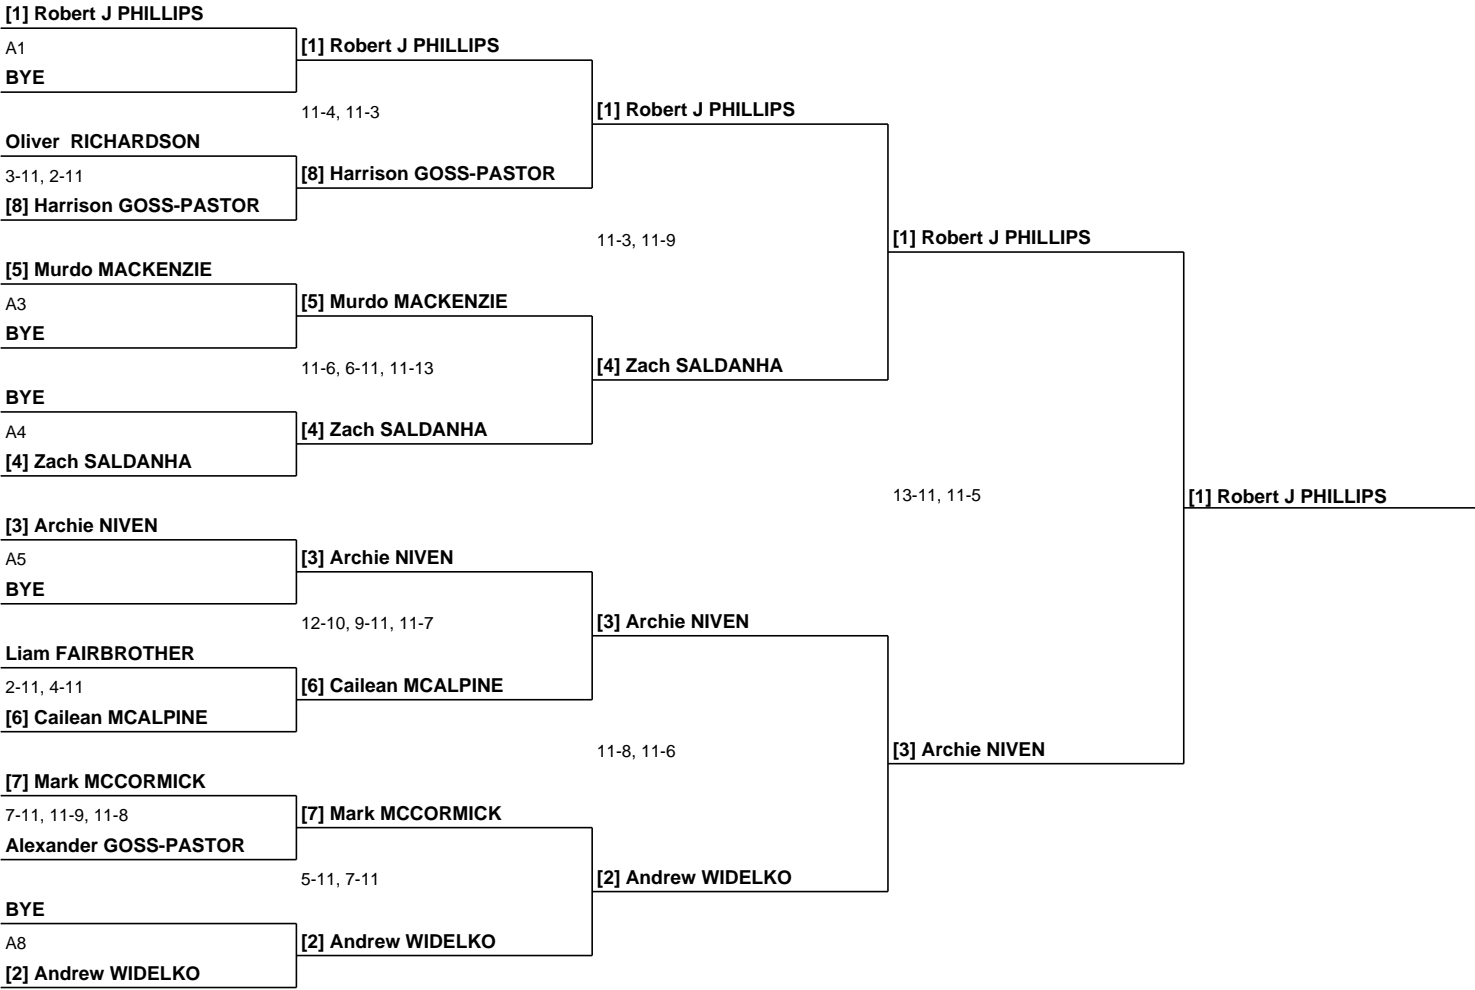 [1] Robert J PHILLIPS
A1
BYE
Oliver  RICHARDSON
3-11, 2-11
[8] Harrison GOSS-PASTOR
[5] Murdo MACKENZIE
A3
BYE
BYE
A4
[4] Zach SALDANHA
[3] Archie NIVEN
A5
BYE
Liam FAIRBROTHER
2-11, 4-11
[6] Cailean MCALPINE
[7] Mark MCCORMICK
7-11, 11-9, 11-8
Alexander GOSS-PASTOR
BYE
A8
[2] Andrew WIDELKO
[1] Robert J PHILLIPS
11-4, 11-3
[8] Harrison GOSS-PASTOR
[5] Murdo MACKENZIE
11-6, 6-11, 11-13
[4] Zach SALDANHA
[3] Archie NIVEN
12-10, 9-11, 11-7
[6] Cailean MCALPINE
[7] Mark MCCORMICK
5-11, 7-11
[2] Andrew WIDELKO
[1] Robert J PHILLIPS
11-3, 11-9
[4] Zach SALDANHA
[3] Archie NIVEN
11-8, 11-6
[2] Andrew WIDELKO
[1] Robert J PHILLIPS
13-11, 11-5
[3] Archie NIVEN
[1] Robert J PHILLIPS